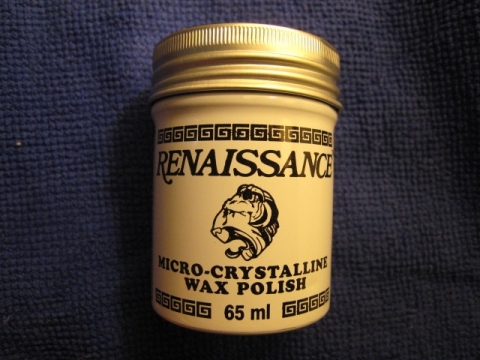 RENAISSANCE
MICRO-CRYSTALLINE
WAX POLISH
65 ml